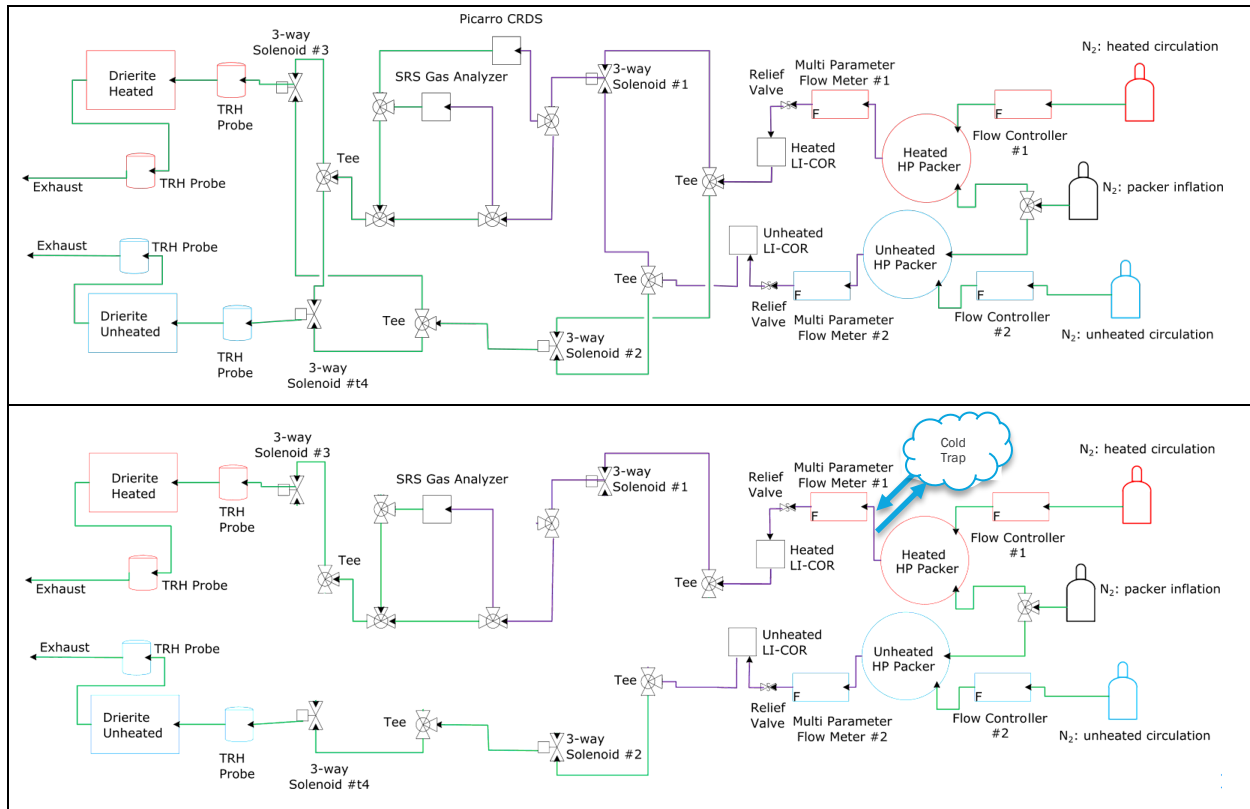 Picarro CRDS
3-way
Solenoid #3
SRS Gas Analyzer
3-way
Solenoid #1
Relief
Valve
Multi Parameter
Flow Meter #1
N2: heated circulation
Drierite
Heated
TRH
Probe
F
F
Flow Controller
#1
Heated
LI-COR
Heated
HP Packer
Tee
Tee
TRH Probe
Exhaust
N2: packer inflation
TRH Probe
Exhaust
Unheated
LI-COR
Unheated
HP Packer
Tee
F
F
Relief
Valve
Multi Parameter
Flow Meter #2
Flow Controller
#2
N2: unheated circulation
Drierite
Unheated
TRH
Probe
Tee
3-way
Solenoid #2
3-way
Solenoid #t4
Cold
Trap
3-way
Solenoid #3
SRS Gas Analyzer
3-way
Solenoid #1
Relief
Valve
Multi Parameter
Flow Meter #1
N2: heated circulation
Drierite
Heated
TRH
Probe
F
F
Flow Controller
#1
Heated
LI-COR
Heated
HP Packer
Tee
Tee
TRH Probe
Exhaust
N2: packer inflation
TRH Probe
Exhaust
Unheated
LI-COR
Unheated
HP Packer
Tee
F
F
Relief
Valve
Multi Parameter
Flow Meter #2
Flow Controller
#2
N2: unheated circulation
Drierite
Unheated
TRH
Probe
Tee
3-way
Solenoid #2
3-way
Solenoid #t4